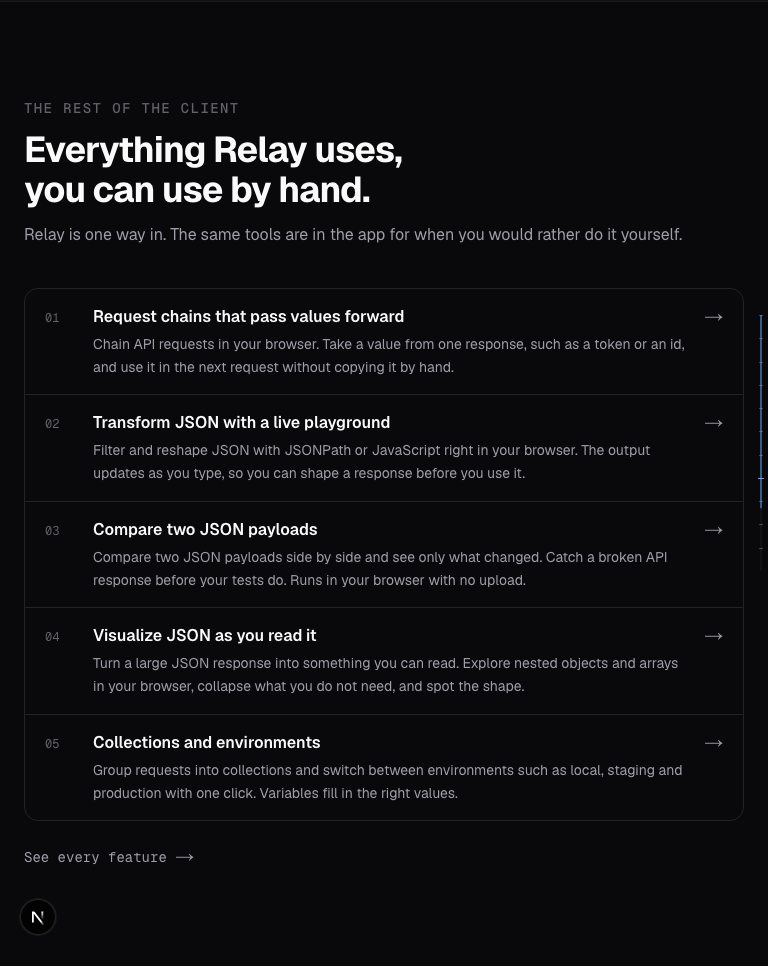 THE REST OF THE CLIENT
Everything Relay uses,
you can use by hand.
Relay is one way in. The same tools are in the app for when you would rather do it yourself.
01 Request chains that pass values forward →
Chain API requests in your browser. Take a value from one response, such as a token or an id,
and use it in the next request without copying it by hand.
02 Transform JSON with a live playground →
Filter and reshape JSON with JSONPath or JavaScript right in your browser. The output
updates as you type, so you can shape a response before you use it.
03 Compare two JSON payloads →
Compare two JSON payloads side by side and see only what changed. Catch a broken API
response before your tests do. Runs in your browser with no upload.
04 Visualize JSON as you read it →
Turn a large JSON response into something you can read. Explore nested objects and arrays
in your browser, collapse what you do not need, and spot the shape.
05 Collections and environments →
Group requests into collections and switch between environments such as local, staging and
production with one click. Variables fill in the right values.
See every feature →
N